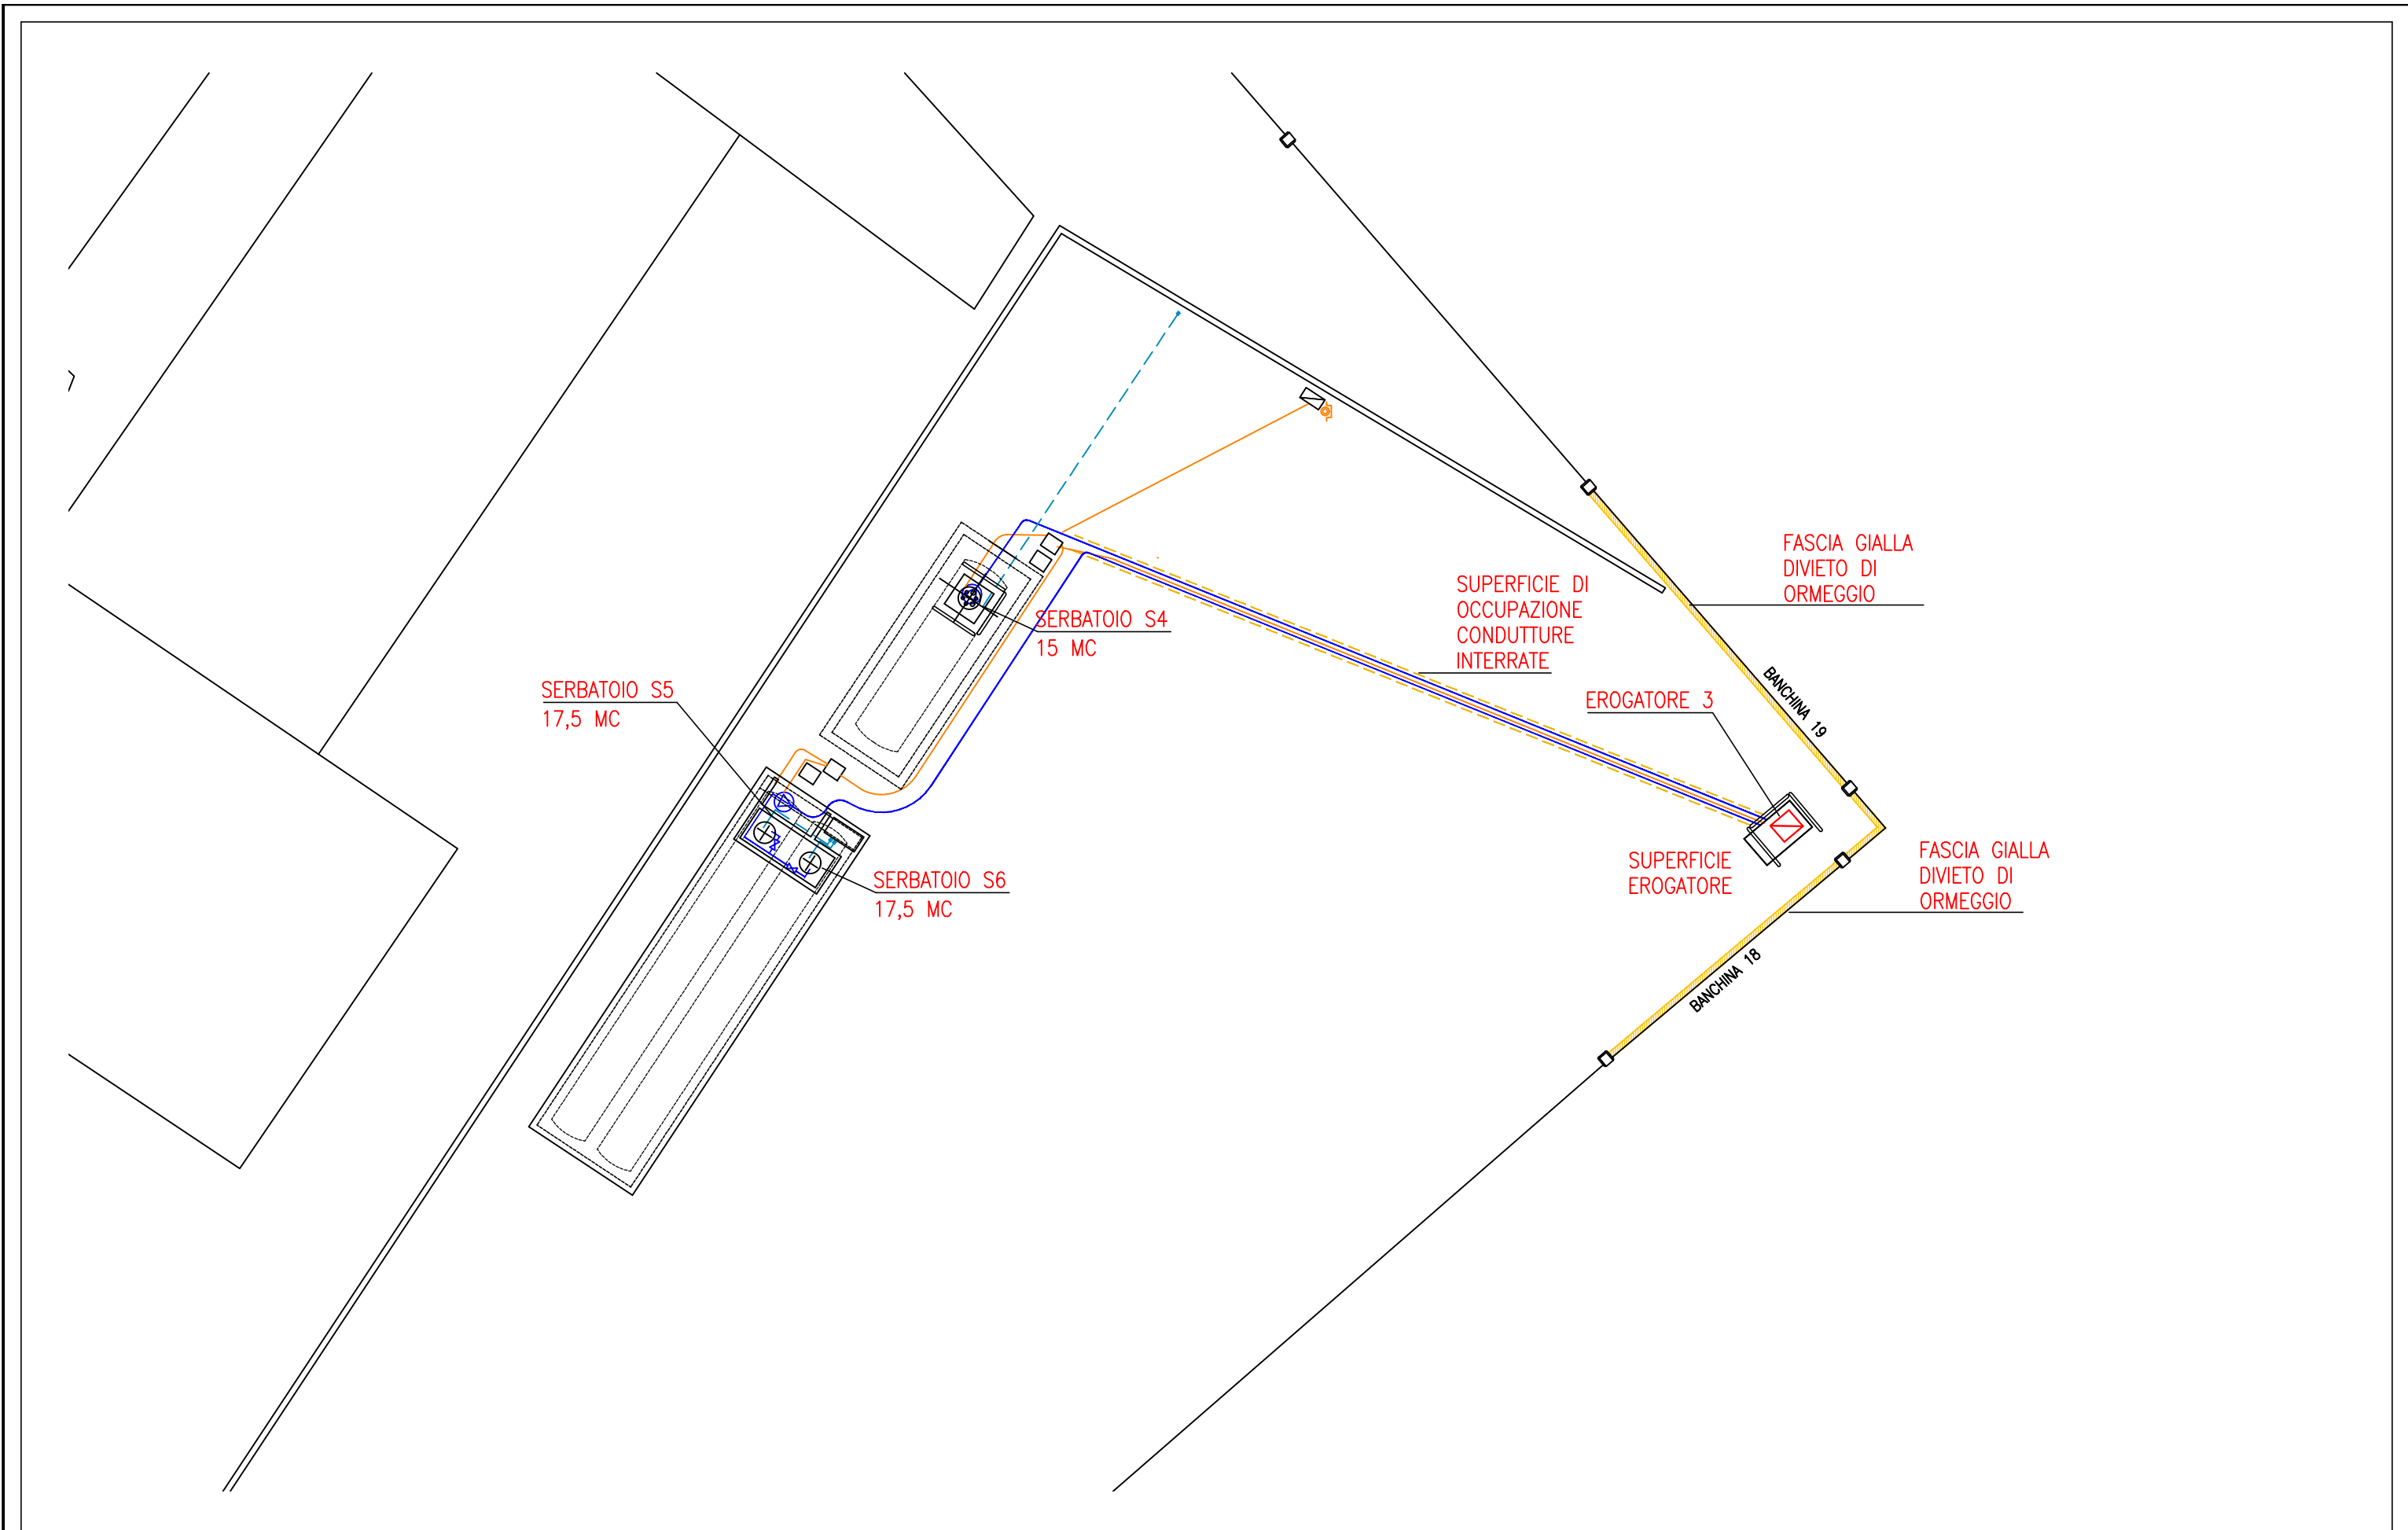 FASCIA GIALLA
DIVIETO DI
ORMEGGIO
SUPERFICIE DI
OCCUPAZIONE
CONDUTTURE
INTERRATE
SERBATOIO S4
15 MC
SERBATOIO S5
17,5 MC
EROGATORE 3
BANCHINA 19
SUPERFICIE
EROGATORE
FASCIA GIALLA
DIVIETO DI
ORMEGGIO
SERBATOIO S6
17,5 MC
BANCHINA 18